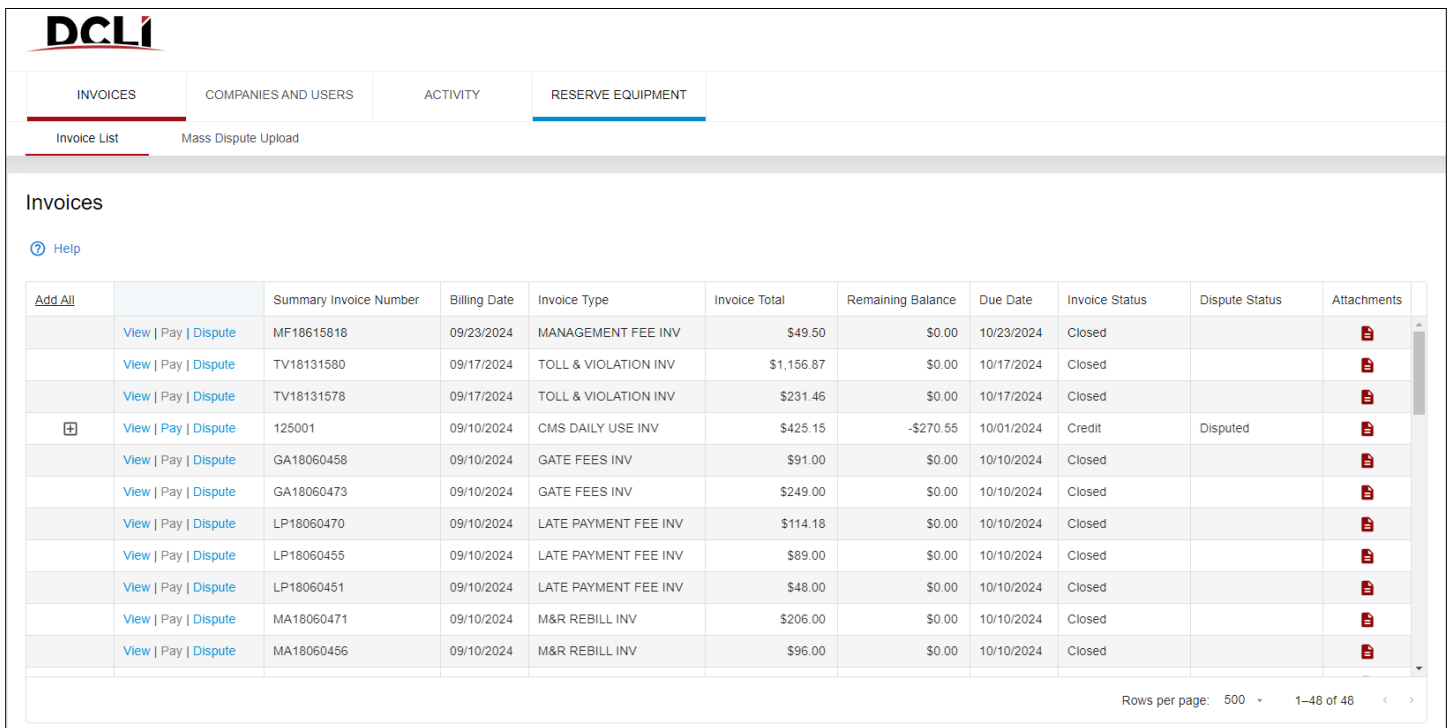 DCLI
INVOICES COMPANIES AND USERS ACTIVITY RESERVE EQUIPMENT
Invoice List Mass Dispute Upload
Invoices
Help
Add All Summary Invoice Number Billing Date Invoice Type Invoice Total Remaining Balance Due Date Invoice Status Dispute Status Attachments
View | Pay | Dispute MF18615818 09/23/2024 MANAGEMENT FEE INV $49.50 $0.00 10/23/2024 Closed
View | Pay | Dispute TV18131580 09/17/2024 TOLL & VIOLATION INV $1,156.87 $0.00 10/17/2024 Closed
View | Pay | Dispute TV18131578 09/17/2024 TOLL & VIOLATION INV $231.46 $0.00 10/17/2024 Closed
View | Pay | Dispute 125001 09/10/2024 CMS DAILY USE INV $425.15 -$270.55 10/01/2024 Credit Disputed
View | Pay | Dispute GA18060458 09/10/2024 GATE FEES INV $91.00 $0.00 10/10/2024 Closed
View | Pay | Dispute GA18060473 09/10/2024 GATE FEES INV $249.00 $0.00 10/10/2024 Closed
View | Pay | Dispute LP18060470 09/10/2024 LATE PAYMENT FEE INV $114.18 $0.00 10/10/2024 Closed
View | Pay | Dispute LP18060455 09/10/2024 LATE PAYMENT FEE INV $89.00 $0.00 10/10/2024 Closed
View | Pay | Dispute LP18060451 09/10/2024 LATE PAYMENT FEE INV $48.00 $0.00 10/10/2024 Closed
View | Pay | Dispute MA18060471 09/10/2024 M&R REBILL INV $206.00 $0.00 10/10/2024 Closed
View | Pay | Dispute MA18060456 09/10/2024 M&R REBILL INV $96.00 $0.00 10/10/2024 Closed
Rows per page: 500 1–48 of 48